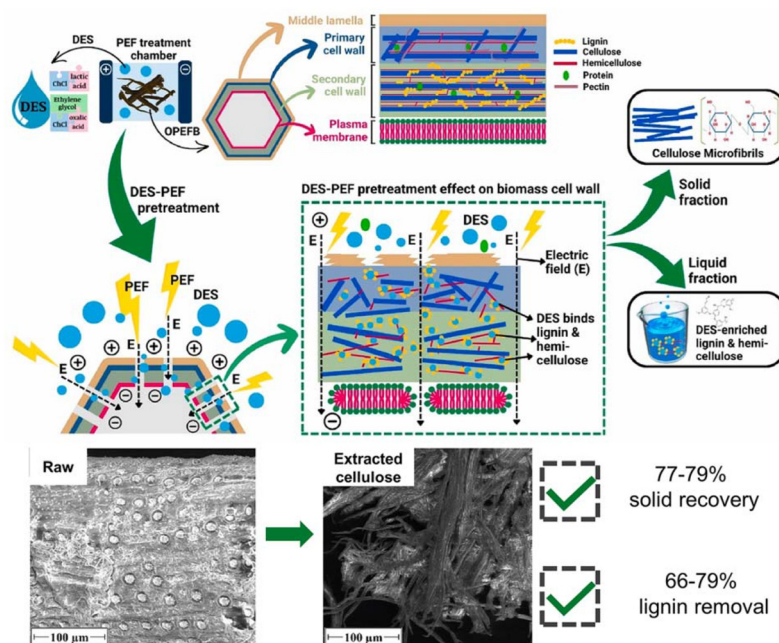 DES
PEF treatment
chamber
DES
ChCl
lactic
acid
Ethylene
glycol
ChCl
oxalic
acid
+
−
OPEFB
Middle lamella
Primary
cell wall
Secondary
cell wall
Plasma
membrane
Lignin
Cellulose
Hemicellulose
Protein
Pectin
DES-PEF
pretreatment
PEF
PEF
DES
E
E
E
E
DES-PEF pretreatment effect on biomass cell wall
DES
E
E
E
Electric
field (E)
DES binds
lignin &
hemi-
cellulose
Cellulose Microfibrils
Solid
fraction
Liquid
fraction
DES-enriched
lignin & hemi-
cellulose
Raw
100 μm
Extracted
cellulose
100 μm
77-79%
solid recovery
66-79%
lignin removal